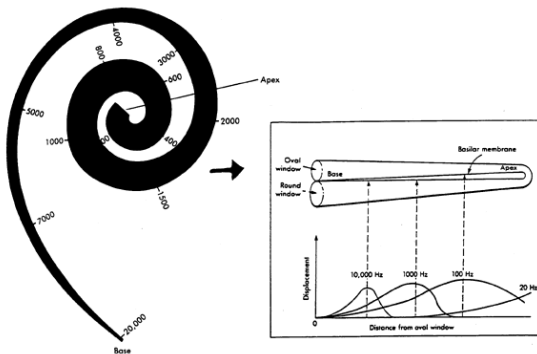 4000
800
3000
600
Apex
5000
2000
1000
400
1500
7000
20,000
Base
Basilar membrane
Oval
window
Base
Apex
Round
window
Displacement
10,000 Hz
1000 Hz
100 Hz
20 Hz
0
Distance from oval window